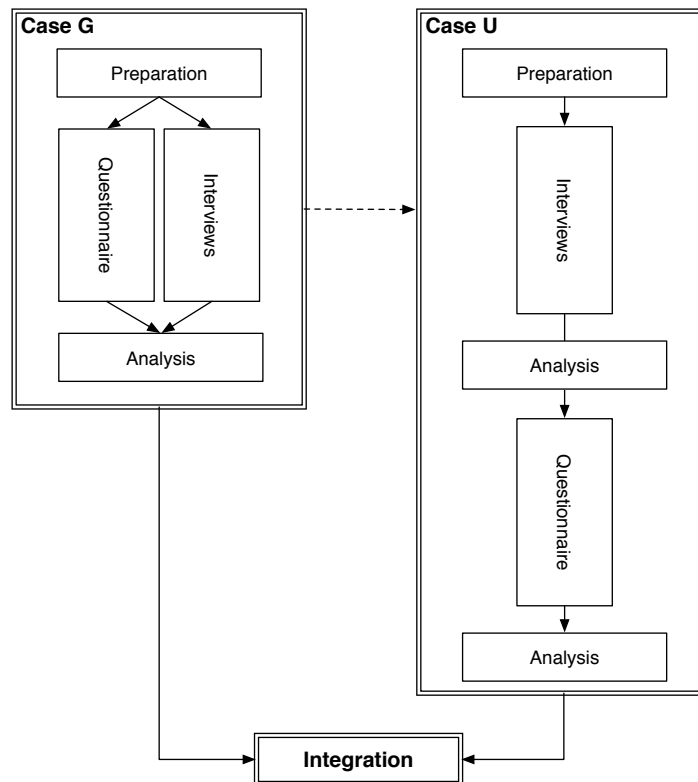 Case G
Preparation
Questionnaire
Interviews
Analysis
Case U
Preparation
Interviews
Analysis
Questionnaire
Analysis
Integration